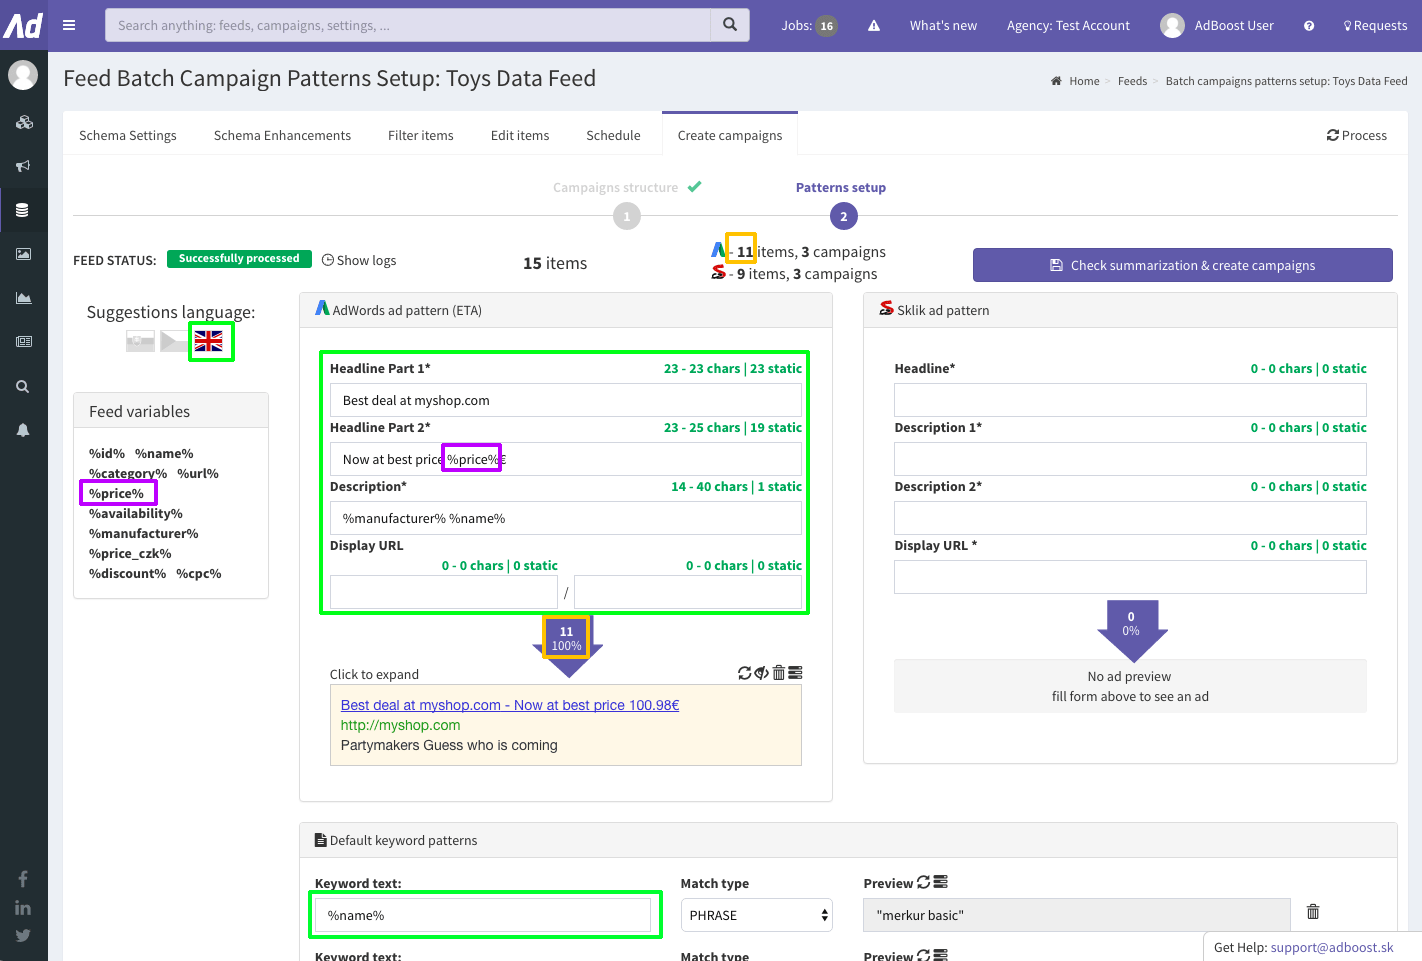 Ad
Search anything: feeds, campaigns, settings, ...
Jobs: 16
What's new
Agency: Test Account
AdBoost User
Requests
Feed Batch Campaign Patterns Setup: Toys Data Feed
Home > Feeds > Batch campaigns patterns setup: Toys Data Feed
Schema Settings
Schema Enhancements
Filter items
Edit items
Schedule
Create campaigns
Process
Campaigns structure
Patterns setup
1
2
FEED STATUS: Successfully processed Show logs
15 items
- 11 items, 3 campaigns
- 9 items, 3 campaigns
Check summarization & create campaigns
Suggestions language:
Feed variables
%id% %name%
%category% %url%
%price%
%availability%
%manufacturer%
%price_czk%
%discount% %cpc%
AdWords ad pattern (ETA)
Headline Part 1* 23 - 23 chars | 23 static
Best deal at myshop.com
Headline Part 2* 23 - 25 chars | 19 static
Now at best price %price%€
Description* 14 - 40 chars | 1 static
%manufacturer% %name%
Display URL
0 - 0 chars | 0 static 0 - 0 chars | 0 static
/
11
100%
Click to expand
Best deal at myshop.com - Now at best price 100.98€
http://myshop.com
Partymakers Guess who is coming
Sklik ad pattern
Headline* 0 - 0 chars | 0 static
Description 1* 0 - 0 chars | 0 static
Description 2* 0 - 0 chars | 0 static
Display URL * 0 - 0 chars | 0 static
0
0%
No ad preview
fill form above to see an ad
Default keyword patterns
Keyword text: Match type Preview
%name% PHRASE "merkur basic"
Keyword text: Match type Preview
Get Help: support@adboost.sk